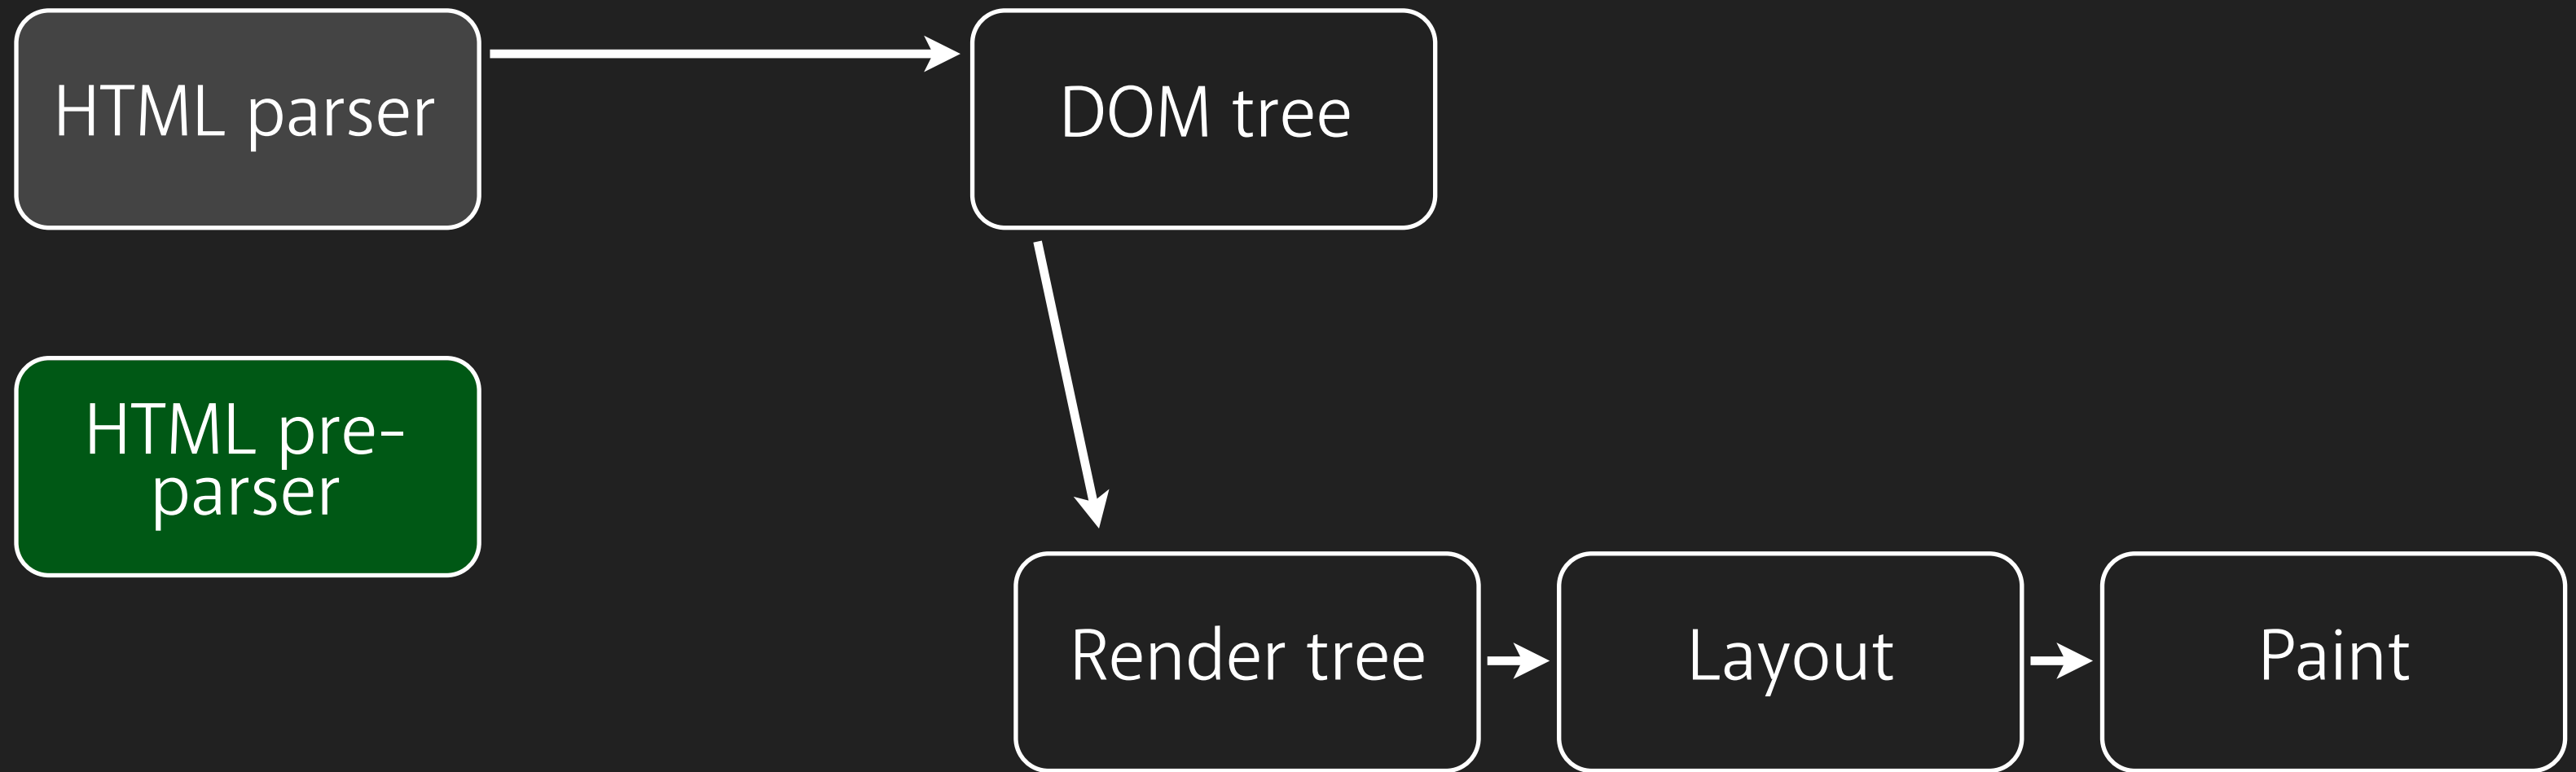 HTML parser
DOM tree
HTML pre-
parser
Render tree
Layout
Paint